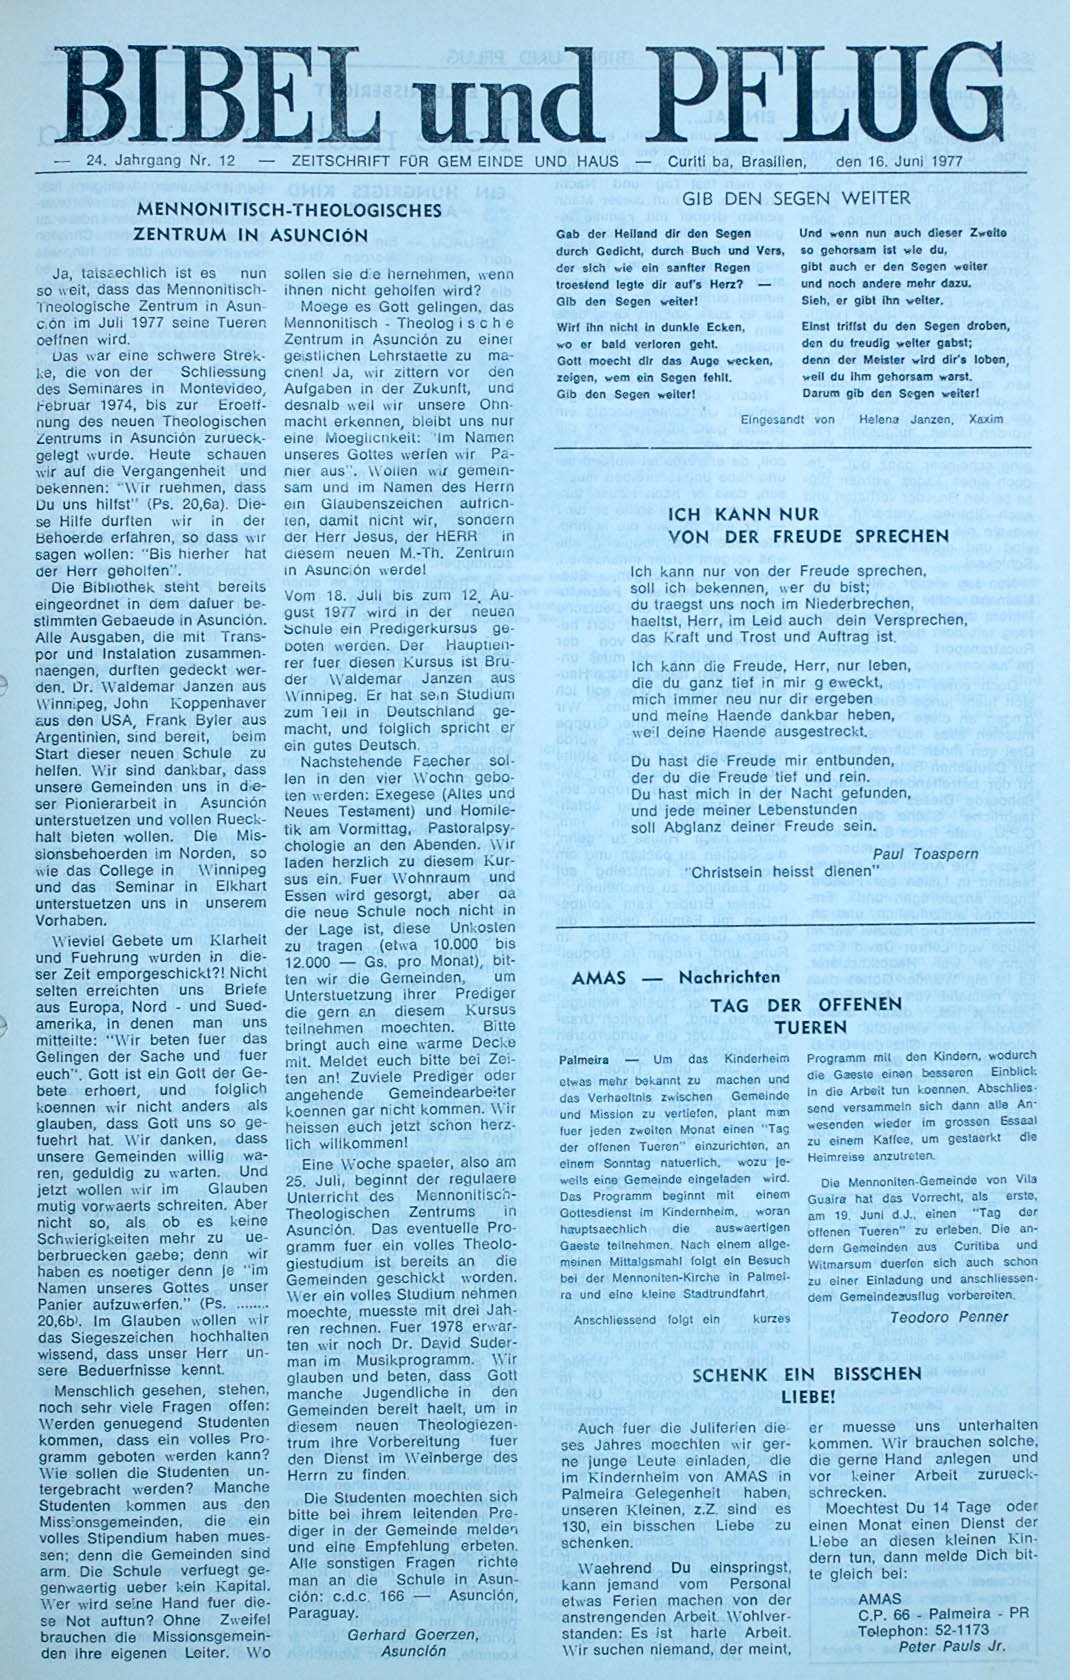 BIBEL und PFLUG
— 24. Jahrgang Nr. 12 — ZEITSCHRIFT FÜR GEM EINDE UND HAUS — Curiti ba, Brasilien, den 16. Juni 1977
MENNONITISCH-THEOLOGISCHES
ZENTRUM IN ASUNCIÓN
Ja, tatsaechlich ist es nun
so weit, dass das Mennonitisch-
Theologische Zentrum in Asun-
ción im Juli 1977 seine Tueren
oeffnen wird.
Das war eine schwere Strek-
ke, die von der Schliessung
des Seminares in Montevideo,
Februar 1974, bis zur Eroeff-
nung des neuen Theologischen
Zentrums in Asunción zurueck-
gelegt wurde. Heute schauen
wir auf die Vergangenheit und
bekennen: "Wir ruehmen, dass
Du uns hilfst" (Ps. 20,6a). Die-
se Hilfe durften wir in der
Behoerde erfahren, so dass wir
sagen wollen: "Bis hierher hat
der Herr geholfen".
Die Bibliothek steht bereits
eingeordnet in dem dafuer be-
stimmten Gebaeude in Asunción.
Alle Ausgaben, die mit Trans-
por und Instalation zusammen-
haengen, durften gedeckt wer-
den. Dr. Waldemar Janzen aus
Winnipeg, John Koppenhaver
aus den USA, Frank Byler aus
Argentinien, sind bereit, beim
Start dieser neuen Schule zu
helfen. Wir sind dankbar, dass
unsere Gemeinden uns in die-
ser Pionierarbeit in Asunción
unterstuetzen und vollen Rueck-
halt bieten wollen. Die Mis-
sionsbehoerden im Norden, so
wie das College in Winnipeg
und das Seminar in Elkhart
unterstuetzen uns in unserem
Vorhaben.
Wieviel Gebete um Klarheit
und Fuehrung wurden in die-
ser Zeit emporgeschickt?! Nicht
selten erreichten uns Briefe
aus Europa, Nord - und Sued-
amerika, in denen man uns
mitteilte: "Wir beten fuer das
Gelingen der Sache und fuer
euch". Gott ist ein Gott der Ge-
bete erhoert, und folglich
koennen wir nicht anders als
glauben, dass Gott uns so ge-
fuehrt hat. Wir danken, dass
unsere Gemeinden willig wa-
ren, geduldig zu warten. Und
jetzt wollen wir im Glauben
mutig vorwaerts schreiten. Aber
nicht so, als ob es keine
Schwierigkeiten mehr zu ue-
berbruecken gaebe; denn wir
haben es noetiger denn je "im
Namen unseres Gottes unser
Panier aufzuwerfen." (Ps. ........
20,6b). Im Glauben wollen wir
das Siegeszeichen hochhalten
wissend, dass unser Herr un-
sere Beduerfnisse kennt.
Menschlich gesehen, stehen,
noch sehr viele Fragen offen:
Werden genuegend Studenten
kommen, dass ein volles Pro-
gramm geboten werden kann?
Wie sollen die Studenten un-
tergebracht werden? Manche
Studenten kommen aus den
Missionsgemeinden, die ein
volles Stipendium haben mues-
sen; denn die Gemeinden sind
arm. Die Schule verfuegt ge-
genwaertig ueber kein Kapital.
Wer wird seine Hand fuer die-
se Not auftun? Ohne Zweifel
brauchen die Missionsgemein-
den ihre eigenen Leiter. Wo
sollen sie die hernehmen, wenn
ihnen nicht geholfen wird?
Moege es Gott gelingen, das
Mennonitisch - Theolog i s c h e
Zentrum in Asunción zu einer
geistlichen Lehrstaette zu ma-
chen! Ja, wir zittern vor den
Aufgaben in der Zukunft, und
deshalb weil wir unsere Ohn-
macht erkennen, bleibt uns nur
eine Moeglichkeit: "Im Namen
unseres Gottes werfen wir Pa-
nier aus". Wollen wir gemein-
sam und im Namen des Herrn
ein Glaubenszeichen aufrich-
ten, damit nicht wir, sondern
der Herr Jesus, der HERR in
diesem neuen M.-Th. Zentrum
in Asunción werde!
Vom 18. Juli bis zum 12. Au-
gust 1977 wird in der neuen
Schule ein Predigerkursus ge-
boten werden. Der Hauptleh-
rer fuer diesen Kursus ist Bru-
der Waldemar Janzen aus
Winnipeg. Er hat sein Studium
zum Teil in Deutschland ge-
macht, und folglich spricht er
ein gutes Deutsch.
Nachstehende Faecher sol-
len in den vier Wochn gebo-
ten werden: Exegese (Altes und
Neues Testament) und Homile-
tik am Vormittag, Pastoralpsy-
chologie an den Abenden. Wir
laden herzlich zu diesem Kur-
sus ein. Fuer Wohnraum und
Essen wird gesorgt, aber da
die neue Schule noch nicht in
der Lage ist, diese Unkosten
zu tragen (etwa 10.000 bis
12.000 — Gs. pro Monat), bit-
ten wir die Gemeinden, um
Unterstuetzung ihrer Prediger
die gern an diesem Kursus
teilnehmen moechten. Bitte
bringt auch eine warme Decke
mit. Meldet euch bitte bei Zei-
ten an! Zuviele Prediger oder
angehende Gemeindearbeiter
koennen gar nicht kommen. Wir
heissen euch jetzt schon herz-
lich willkommen!
Eine Woche spaeter, also am
25. Juli, beginnt der regulaere
Unterricht des Mennonitisch-
Theologischen Zentrums in
Asunción. Das eventuelle Pro-
gramm fuer ein volles Theolo-
giestudium ist bereits an die
Gemeinden geschickt worden.
Wer ein volles Studium nehmen
moechte, muesste mit drei Jah-
ren rechnen. Fuer 1978 erwar-
ten wir noch Dr. David Suder-
man im Musikprogramm. Wir
glauben und beten, dass Gott
manche Jugendliche in den
Gemeinden bereit haelt, um in
diesem neuen Theologiezen-
trum ihre Vorbereitung fuer
den Dienst im Weinberge des
Herrn zu finden.
Die Studenten moechten sich
bitte bei ihrem leitenden Pre-
diger in der Gemeinde melden
und eine Empfehlung erbeten.
Alle sonstigen Fragen richte
man an die Schule in Asun-
ción: c.d.c. 166 — Asunción,
Paraguay.
Gerhard Goerzen,
Asunción
GIB DEN SEGEN WEITER
Gab der Heiland dir den Segen
durch Gedicht, durch Buch und Vers,
der sich wie ein sanfter Regen
troestend legte dir auf's Herz? —
Gib den Segen weiter!
Wirf ihn nicht in dunkle Ecken,
wo er bald verloren geht.
Gott moecht dir das Auge wecken,
zeigen, wem ein Segen fehlt.
Gib den Segen weiter!
Und wenn nun auch dieser Zweite
so gehorsam ist wie du,
gibt auch er den Segen weiter
und noch andere mehr dazu.
Sieh, er gibt ihn weiter.
Einst triffst du den Segen droben,
den du freudig weiter gabst;
denn der Meister wird dir's loben,
weil du ihm gehorsam warst.
Darum gib den Segen weiter!
Eingesandt von Helena Janzen, Xaxim
ICH KANN NUR
VON DER FREUDE SPRECHEN
Ich kann nur von der Freude sprechen,
soll ich bekennen, wer du bist;
du traegst uns noch im Niederbrechen,
haeltst, Herr, im Leid auch dein Versprechen,
das Kraft und Trost und Auftrag ist.
Ich kann die Freude, Herr, nur leben,
die du ganz tief in mir g eweckt,
mich immer neu nur dir ergeben
und meine Haende dankbar heben,
weil deine Haende ausgestreckt.
Du hast die Freude mir entbunden,
der du die Freude tief und rein.
Du hast mich in der Nacht gefunden,
und jede meiner Lebenstunden
soll Abglanz deiner Freude sein.
Paul Toaspern
"Christsein heisst dienen"
AMAS — Nachrichten
TAG DER OFFENEN
TUEREN
Palmeira — Um das Kinderheim
etwas mehr bekannt zu machen und
das Verhaeltnis zwischen Gemeinde
und Mission zu vertiefen, plant man
fuer jeden zweiten Monat einen "Tag
der offenen Tueren" einzurichten, an
einem Sonntag natuerlich, wozu je-
weils eine Gemeinde eingeladen wird.
Das Programm beginnt mit einem
Gottesdienst im Kinderheim, woran
hauptsaechlich die auswaertigen
Gaeste teilnehmen. Nach einem allge-
meinen Mittagsmahl folgt ein Besuch
bei der Mennoniten-Kirche in Palmei-
ra und eine kleine Stadtrundfahrt.
Anschliessend folgt ein kurzes
Programm mit den Kindern, wodurch
die Gaeste einen besseren Einblick
in die Arbeit tun koennen. Abschlies-
send versammeln sich dann alle An-
wesenden wieder im grossen Essaal
zu einem Kaffee, um gestaerkt die
Heimreise anzutreten.
Die Mennoniten-Gemeinde von Vila
Guaira hat das Vorrecht, als erste,
am 19. Juni d.J., einen "Tag der
offenen Tueren" zu erleben. Die an-
dern Gemeinden aus Curitiba und
Witmarsum duerfen sich auch schon
zu einer Einladung und anschliessen-
dem Gemeindeausflug vorbereiten.
Teodoro Penner
SCHENK EIN BISSCHEN
LIEBE!
Auch fuer die Juliferien die-
ses Jahres moechten wir ger-
ne junge Leute einladen, die
im Kindernheim von AMAS in
Palmeira Gelegenheit haben,
unseren Kleinen, z.Z. sind es
130, ein bisschen Liebe zu
schenken.
Waehrend Du einspringst,
kann jemand vom Personal
etwas Ferien machen von der
anstrengenden Arbeit. Wohlver-
standen: Es ist harte Arbeit.
Wir suchen niemand, der meint,
er muesse uns unterhalten
kommen. Wir brauchen solche,
die gerne Hand anlegen und
vor keiner Arbeit zurueck-
schrecken.
Moechtest Du 14 Tage oder
einen Monat einen Dienst der
Liebe an diesen kleinen Kin-
dern tun, dann melde Dich bit-
te gleich bei:
AMAS
C.P. 66 - Palmeira - PR
Telephon: 52-1173
Peter Pauls Jr.